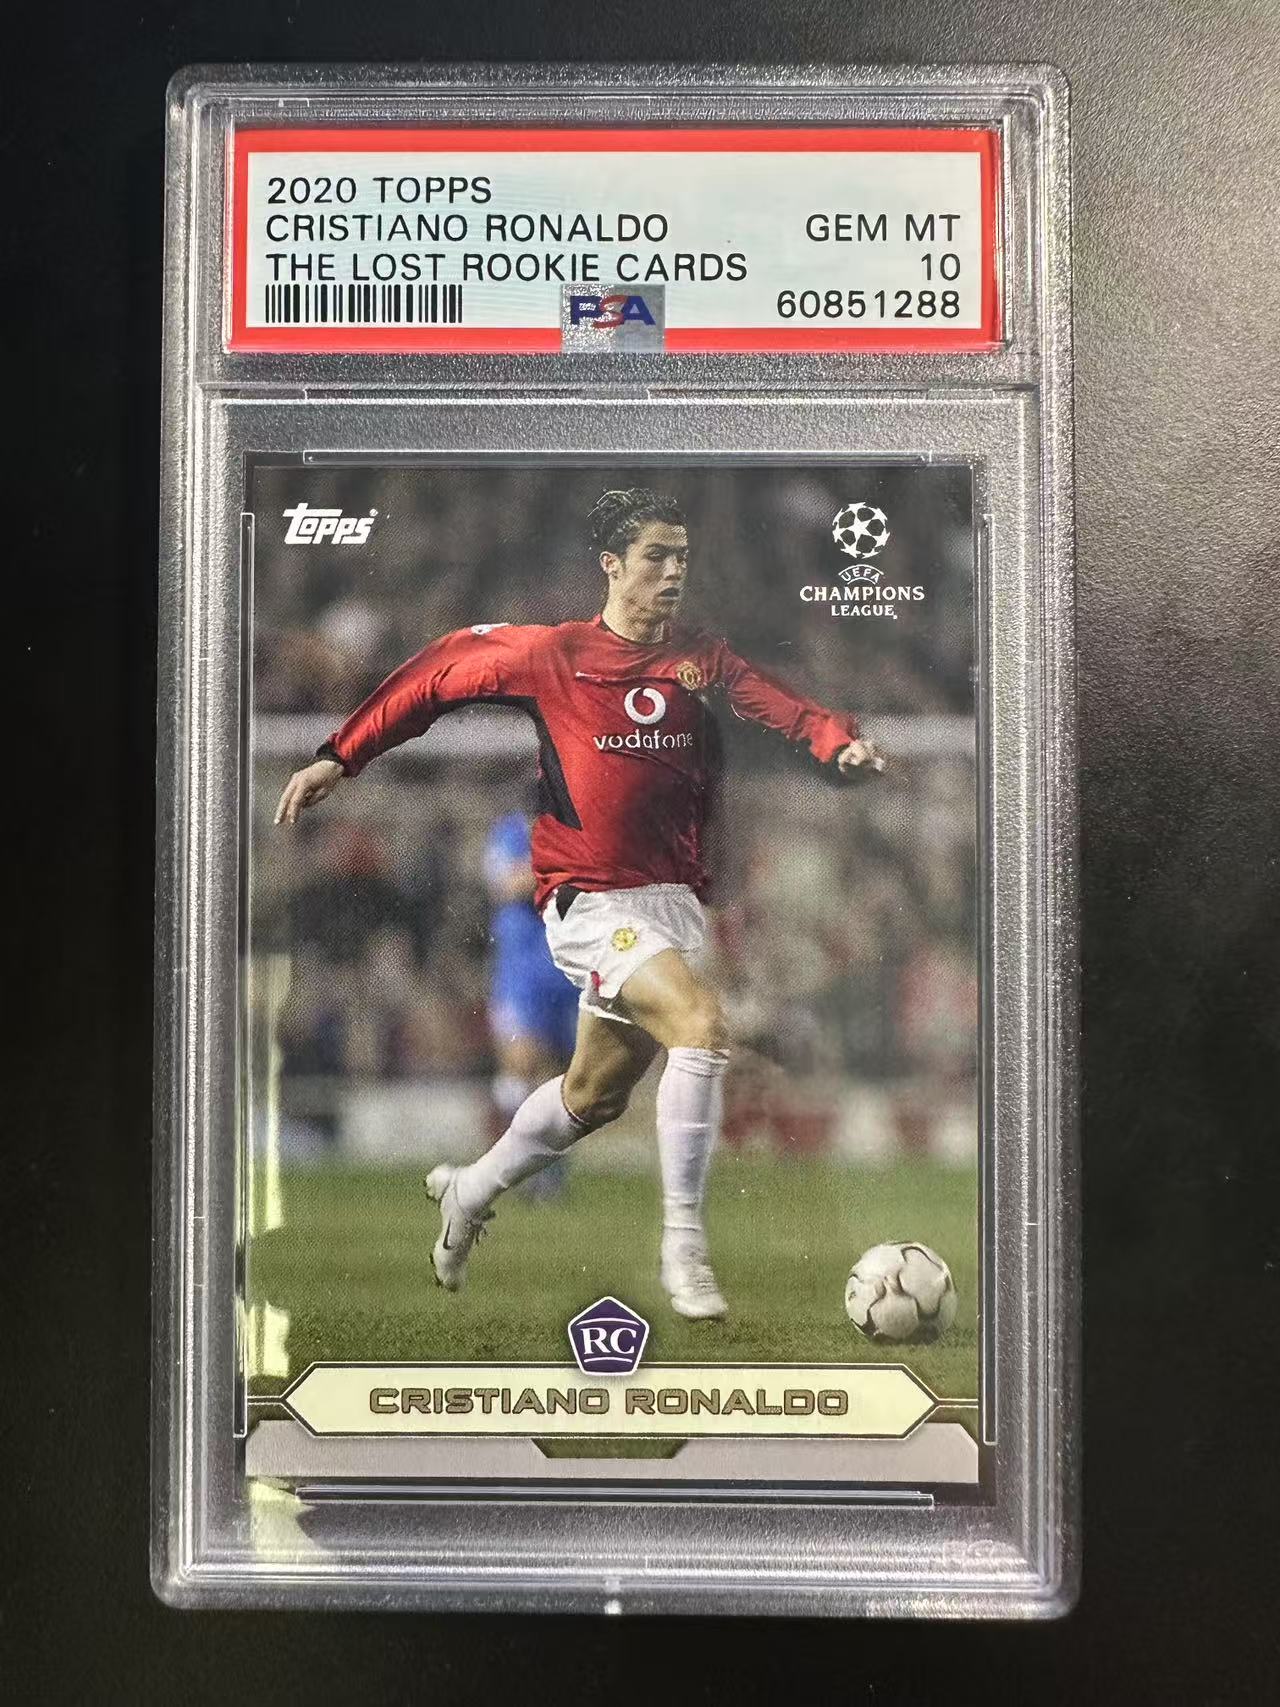 2020 TOPPS
CRISTIANO RONALDO GEM MT
THE LOST ROOKIE CARDS 10
PSA 60851288
Topps
UEFA
CHAMPIONS
LEAGUE
vodafone
RC
CRISTIANO RONALDO